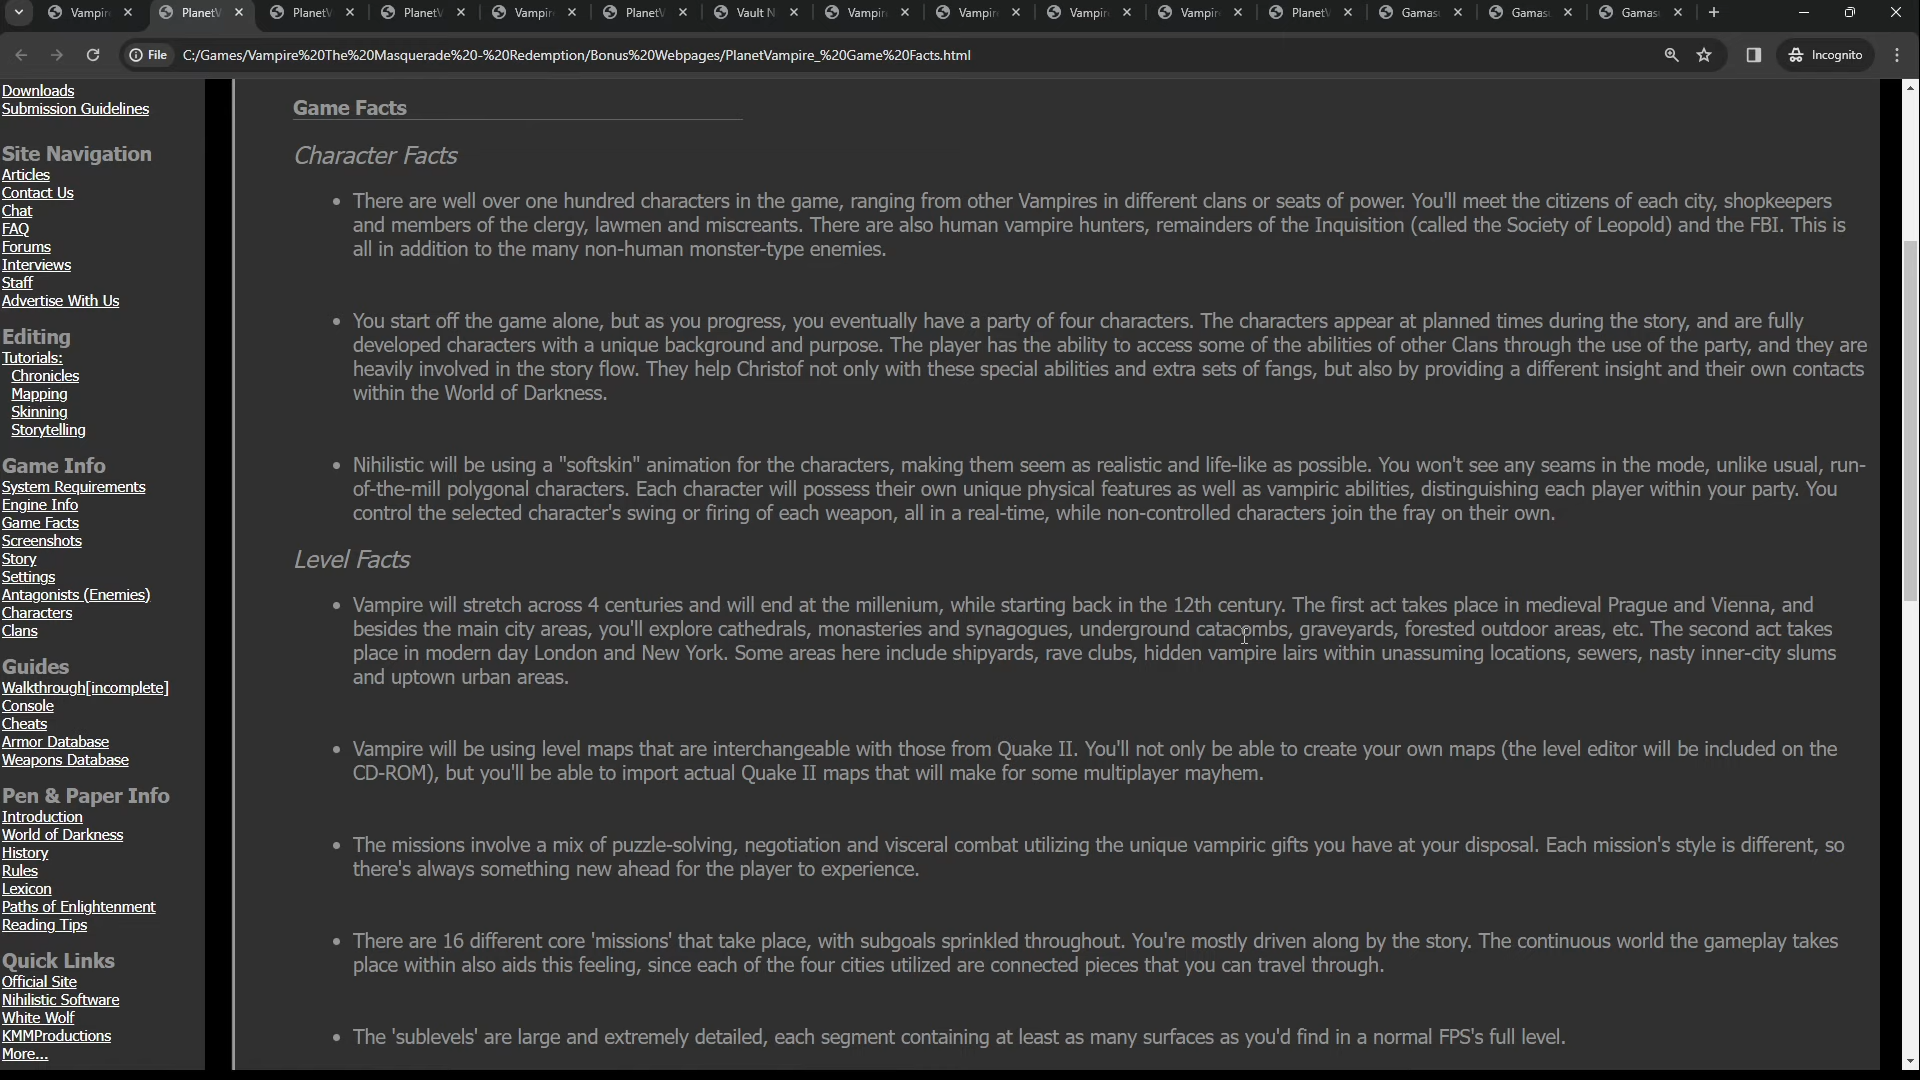 Vampir
PlanetV
PlanetV
PlanetV
Vampir
PlanetV
Vault N
Vampir
Vampir
Vampir
Vampir
PlanetV
Gamas
Gamas
Gamas
File
C:/Games/Vampire%20The%20Masquerade%20-%20Redemption/Bonus%20Webpages/PlanetVampire_%20Game%20Facts.html
Incognito
Downloads
Submission Guidelines
Site Navigation
Articles
Contact Us
Chat
FAQ
Forums
Interviews
Staff
Advertise With Us
Editing
Tutorials:
Chronicles
Mapping
Skinning
Storytelling
Game Info
System Requirements
Engine Info
Game Facts
Screenshots
Story
Settings
Antagonists (Enemies)
Characters
Clans
Guides
Walkthrough[incomplete]
Console
Cheats
Armor Database
Weapons Database
Pen & Paper Info
Introduction
World of Darkness
History
Rules
Lexicon
Paths of Enlightenment
Reading Tips
Quick Links
Official Site
Nihilistic Software
White Wolf
KMMProductions
More...
Game Facts
Character Facts
• There are well over one hundred characters in the game, ranging from other Vampires in different clans or seats of power. You'll meet the citizens of each city, shopkeepers
and members of the clergy, lawmen and miscreants. There are also human vampire hunters, remainders of the Inquisition (called the Society of Leopold) and the FBI. This is
all in addition to the many non-human monster-type enemies.
• You start off the game alone, but as you progress, you eventually have a party of four characters. The characters appear at planned times during the story, and are fully
developed characters with a unique background and purpose. The player has the ability to access some of the abilities of other Clans through the use of the party, and they are
heavily involved in the story flow. They help Christof not only with these special abilities and extra sets of fangs, but also by providing a different insight and their own contacts
within the World of Darkness.
• Nihilistic will be using a "softskin" animation for the characters, making them seem as realistic and life-like as possible. You won't see any seams in the mode, unlike usual, run-
of-the-mill polygonal characters. Each character will possess their own unique physical features as well as vampiric abilities, distinguishing each player within your party. You
control the selected character's swing or firing of each weapon, all in a real-time, while non-controlled characters join the fray on their own.
Level Facts
• Vampire will stretch across 4 centuries and will end at the millenium, while starting back in the 12th century. The first act takes place in medieval Prague and Vienna, and
besides the main city areas, you'll explore cathedrals, monasteries and synagogues, underground catacombs, graveyards, forested outdoor areas, etc. The second act takes
place in modern day London and New York. Some areas here include shipyards, rave clubs, hidden vampire lairs within unassuming locations, sewers, nasty inner-city slums
and uptown urban areas.
• Vampire will be using level maps that are interchangeable with those from Quake II. You'll not only be able to create your own maps (the level editor will be included on the
CD-ROM), but you'll be able to import actual Quake II maps that will make for some multiplayer mayhem.
• The missions involve a mix of puzzle-solving, negotiation and visceral combat utilizing the unique vampiric gifts you have at your disposal. Each mission's style is different, so
there's always something new ahead for the player to experience.
• There are 16 different core 'missions' that take place, with subgoals sprinkled throughout. You're mostly driven along by the story. The continuous world the gameplay takes
place within also aids this feeling, since each of the four cities utilized are connected pieces that you can travel through.
• The 'sublevels' are large and extremely detailed, each segment containing at least as many surfaces as you'd find in a normal FPS's full level.